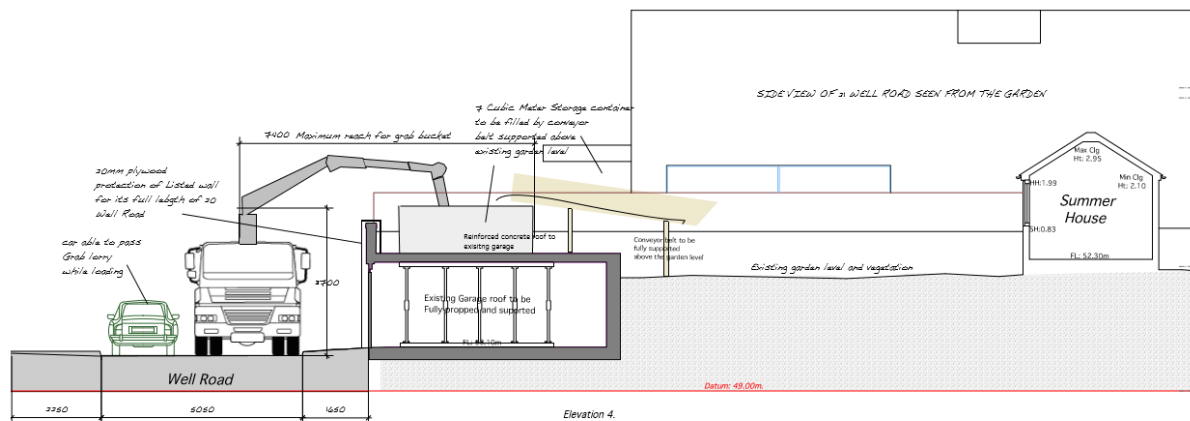 SIDE VIEW OF 21 WELL ROAD SEEN FROM THE GARDEN
7 Cubic Meter Storage container
to be filled by conveyor
belt supported above
existing garden level
7400 Maximum reach for grab bucket
20mm plywood
protection of Listed wall
for its full length of 20
Well Road
car able to pass
Grab lorry
while loading
Max Clg
Ht: 2.95
Min Clg
Ht: 2.10
HH:1.99
Summer
House
SH:0.83
FL: 52.30m
Reinforced concrete roof to
exisitng garage
Conveyor belt to be
fully supported
above the garden level
Existing garden level and vegetation
3700
Existing Garage roof to be
Fully propped and suported
Well Road
Datum: 49.00m.
2250
5050
1650
Elevation 4.